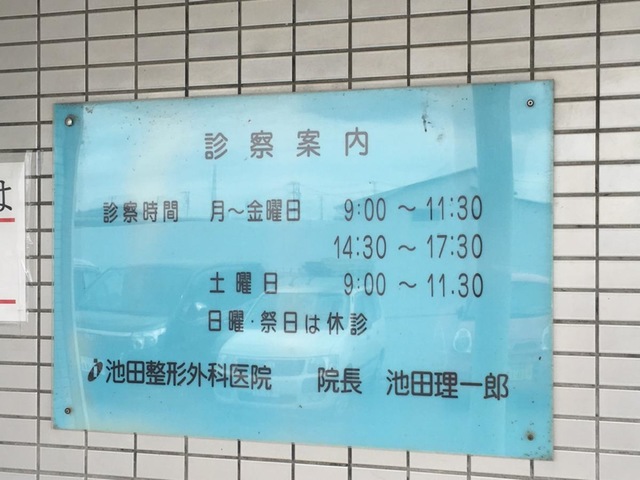 診察案内
診察時間 月～金曜日 9:00 ～ 11:30
14:30 ～ 17:30
土曜日 9:00 ～ 11:30
日曜・祭日は休診
池田整形外科医院 院長 池田理一郎
は